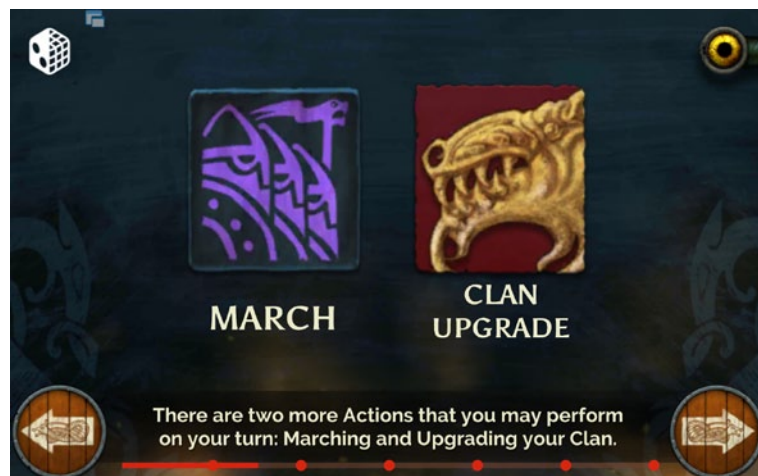 MARCH
CLAN
UPGRADE
There are two more Actions that you may perform
on your turn: Marching and Upgrading your Clan.